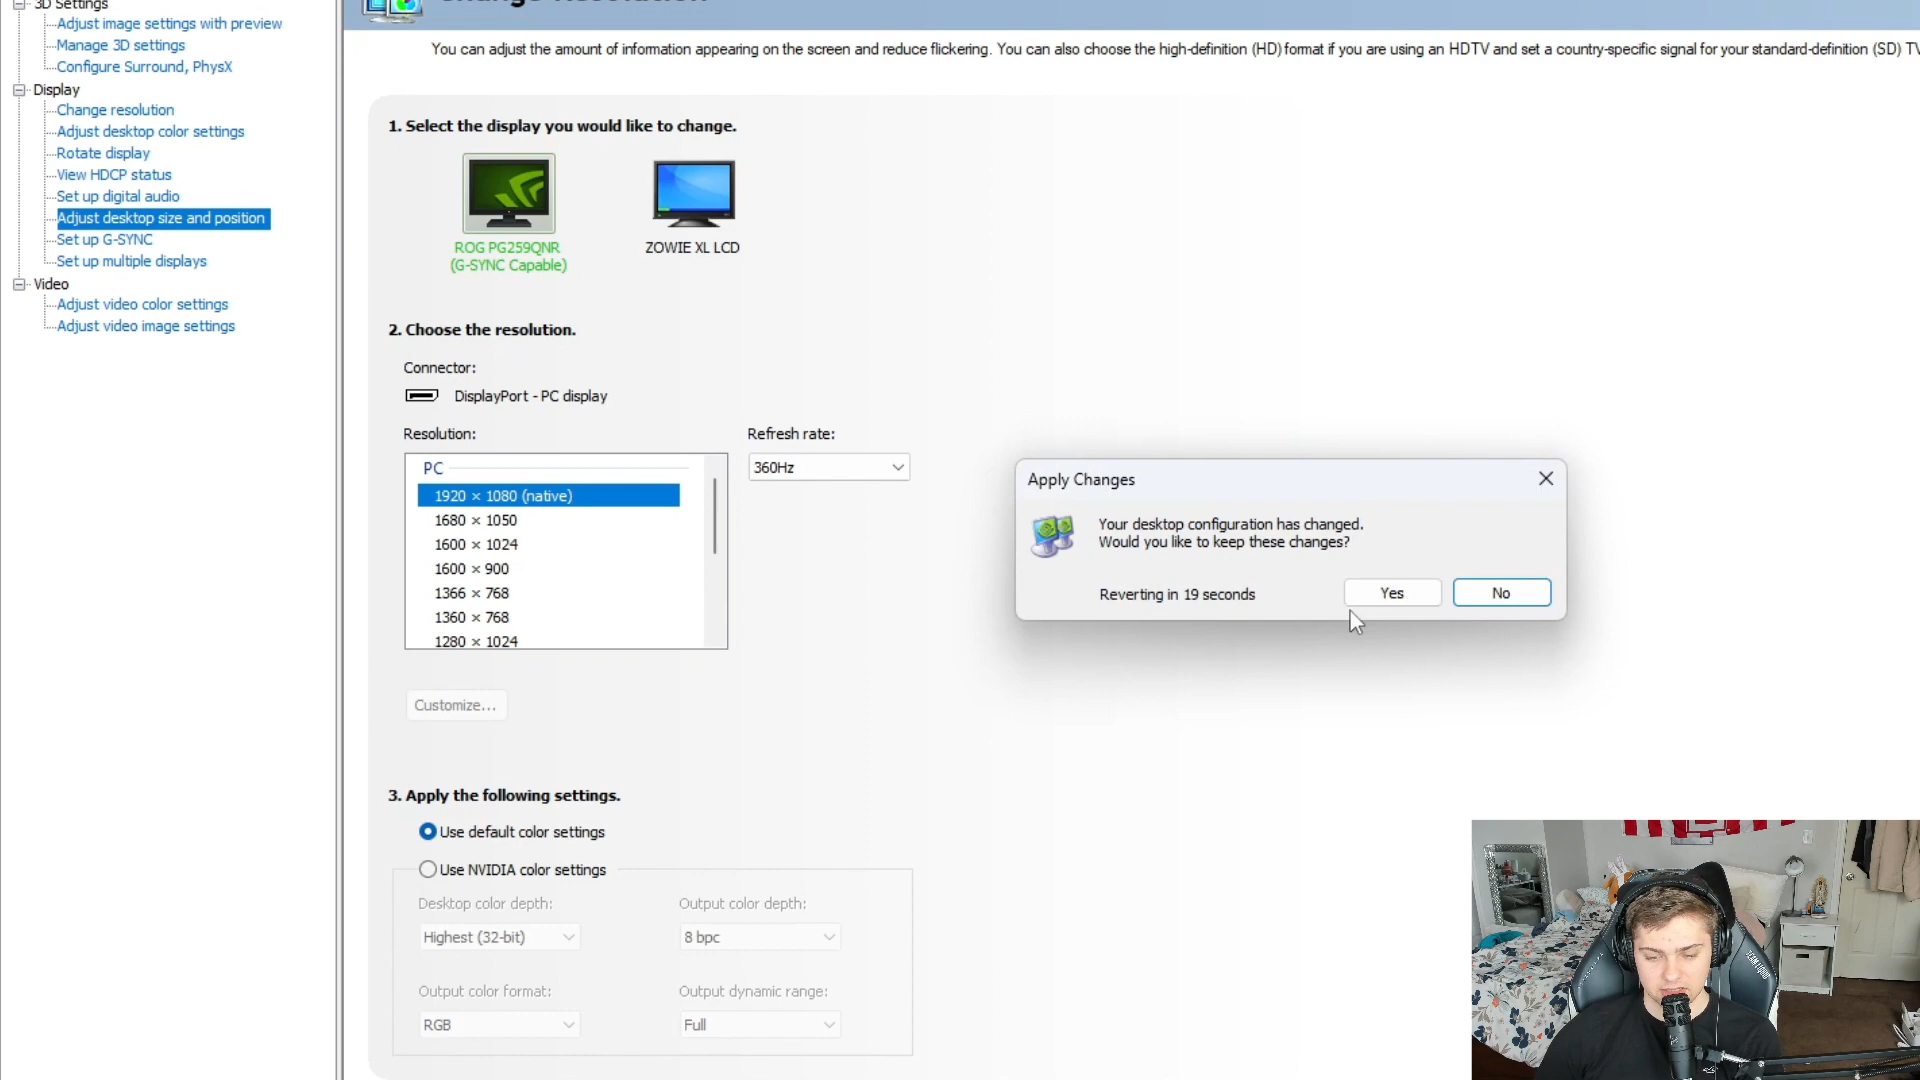 3D Settings
Adjust image settings with preview
Manage 3D settings
Configure Surround, PhysX
Display
Change resolution
Adjust desktop color settings
Rotate display
View HDCP status
Set up digital audio
Adjust desktop size and position
Set up G-SYNC
Set up multiple displays
Video
Adjust video color settings
Adjust video image settings
Change Resolution
You can adjust the amount of information appearing on the screen and reduce flickering. You can also choose the high-definition (HD) format if you are using an HDTV and set a country-specific signal for your standard-definition (SD) TV
1. Select the display you would like to change.
ROG PG259QNR
(G-SYNC Capable)
ZOWIE XL LCD
2. Choose the resolution.
Connector:
DisplayPort - PC display
Resolution:
Refresh rate:
PC
1920 × 1080 (native)
1680 × 1050
1600 × 1024
1600 × 900
1366 × 768
1360 × 768
1280 × 1024
360Hz
Customize...
3. Apply the following settings.
Use default color settings
Use NVIDIA color settings
Desktop color depth:
Output color depth:
Highest (32-bit)
8 bpc
Output color format:
Output dynamic range:
RGB
Full
Apply Changes
Your desktop configuration has changed.
Would you like to keep these changes?
Reverting in 19 seconds
Yes
No